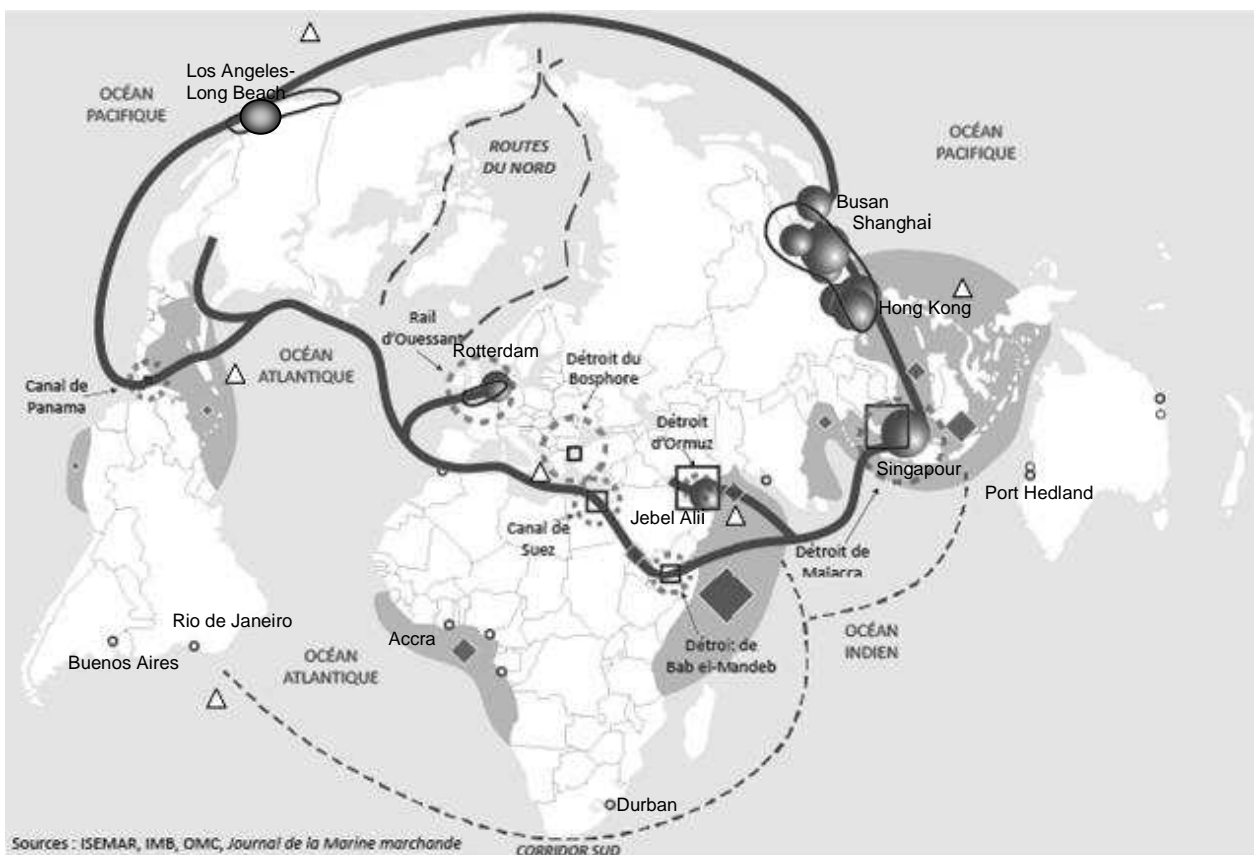 Los Angeles-
Long Beach
OCÉAN
PACIFIQUE
ROUTES
DU NORD
OCÉAN
PACIFIQUE
Busan
Shanghai
Hong Kong
Rail
d'Ouessant
Rotterdam
Détroit du
Bosphore
OCÉAN
ATLANTIQUE
Canal de
Panama
Détroit
d'Ormuz
Singapour
Port Hedland
Jebel Alii
Canal de
Suez
Détroit de
Malacca
Rio de Janeiro
Buenos Aires
Accra
OCÉAN
ATLANTIQUE
Détroit de
Bab el-Mandeb
OCÉAN
INDIEN
Durban
Sources : ISEMAR, IMB, OMC, Journal de la Marine marchande
CORRIDOR SUD